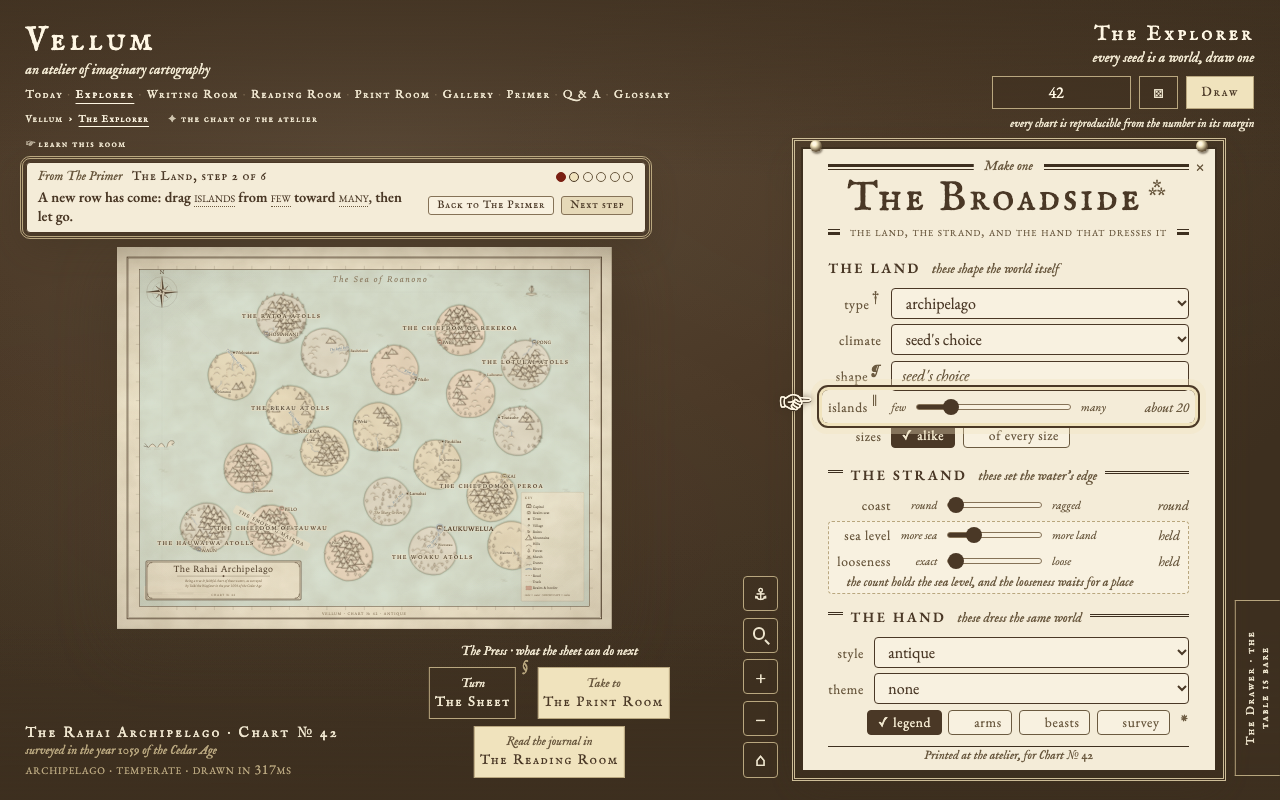 Vellum
an atelier of imaginary cartography
Today · Explorer · Writing Room · Reading Room · Print Room · Gallery · Primer · Q & A · Glossary
Vellum › The Explorer ✦ the chart of the atelier
☞ learn this room
From The Primer The Land, step 2 of 6
A new row has come: drag islands from few toward many, then
let go.
Back to The Primer
Next step
The Sea of Roanono
N
THE RATOA ATOLLS
THE CHIEFDOM OF REKEKOA
THE LOTULA ATOLLS
THE REKAU ATOLLS
THE CHIEFDOM OF PEROA
THE CHIEFDOM OF TAUWAU
THE HAUWAIWA ATOLLS
LAUKUWELUA
THE WOAKU ATOLLS
The Rahai Archipelago
VELLUM · CHART № 42 · ANTIQUE
The Press · what the sheet can do next
Turn
The Sheet
§
Take to
The Print Room
Read the journal in
The Reading Room
The Rahai Archipelago · Chart № 42
surveyed in the year 1059 of the Cedar Age
ARCHIPELAGO · TEMPERATE · DRAWN IN 317MS
The Explorer
every seed is a world, draw one
42
Draw
every chart is reproducible from the number in its margin
Make one
×
The Broadside ⁂
THE LAND, THE STRAND, AND THE HAND THAT DRESSES IT
THE LAND these shape the world itself
type † archipelago
climate seed's choice
shape ¶ seed's choice
islands ‖ few many about 20
sizes ✓ alike of every size
THE STRAND these set the water's edge
coast round ragged round
sea level more sea more land held
looseness exact loose held
the count holds the sea level, and the looseness waits for a place
THE HAND these dress the same world
style antique
theme none
✓ legend arms beasts survey *
Printed at the atelier, for Chart № 42
+
−
The Drawer · the
table is bare